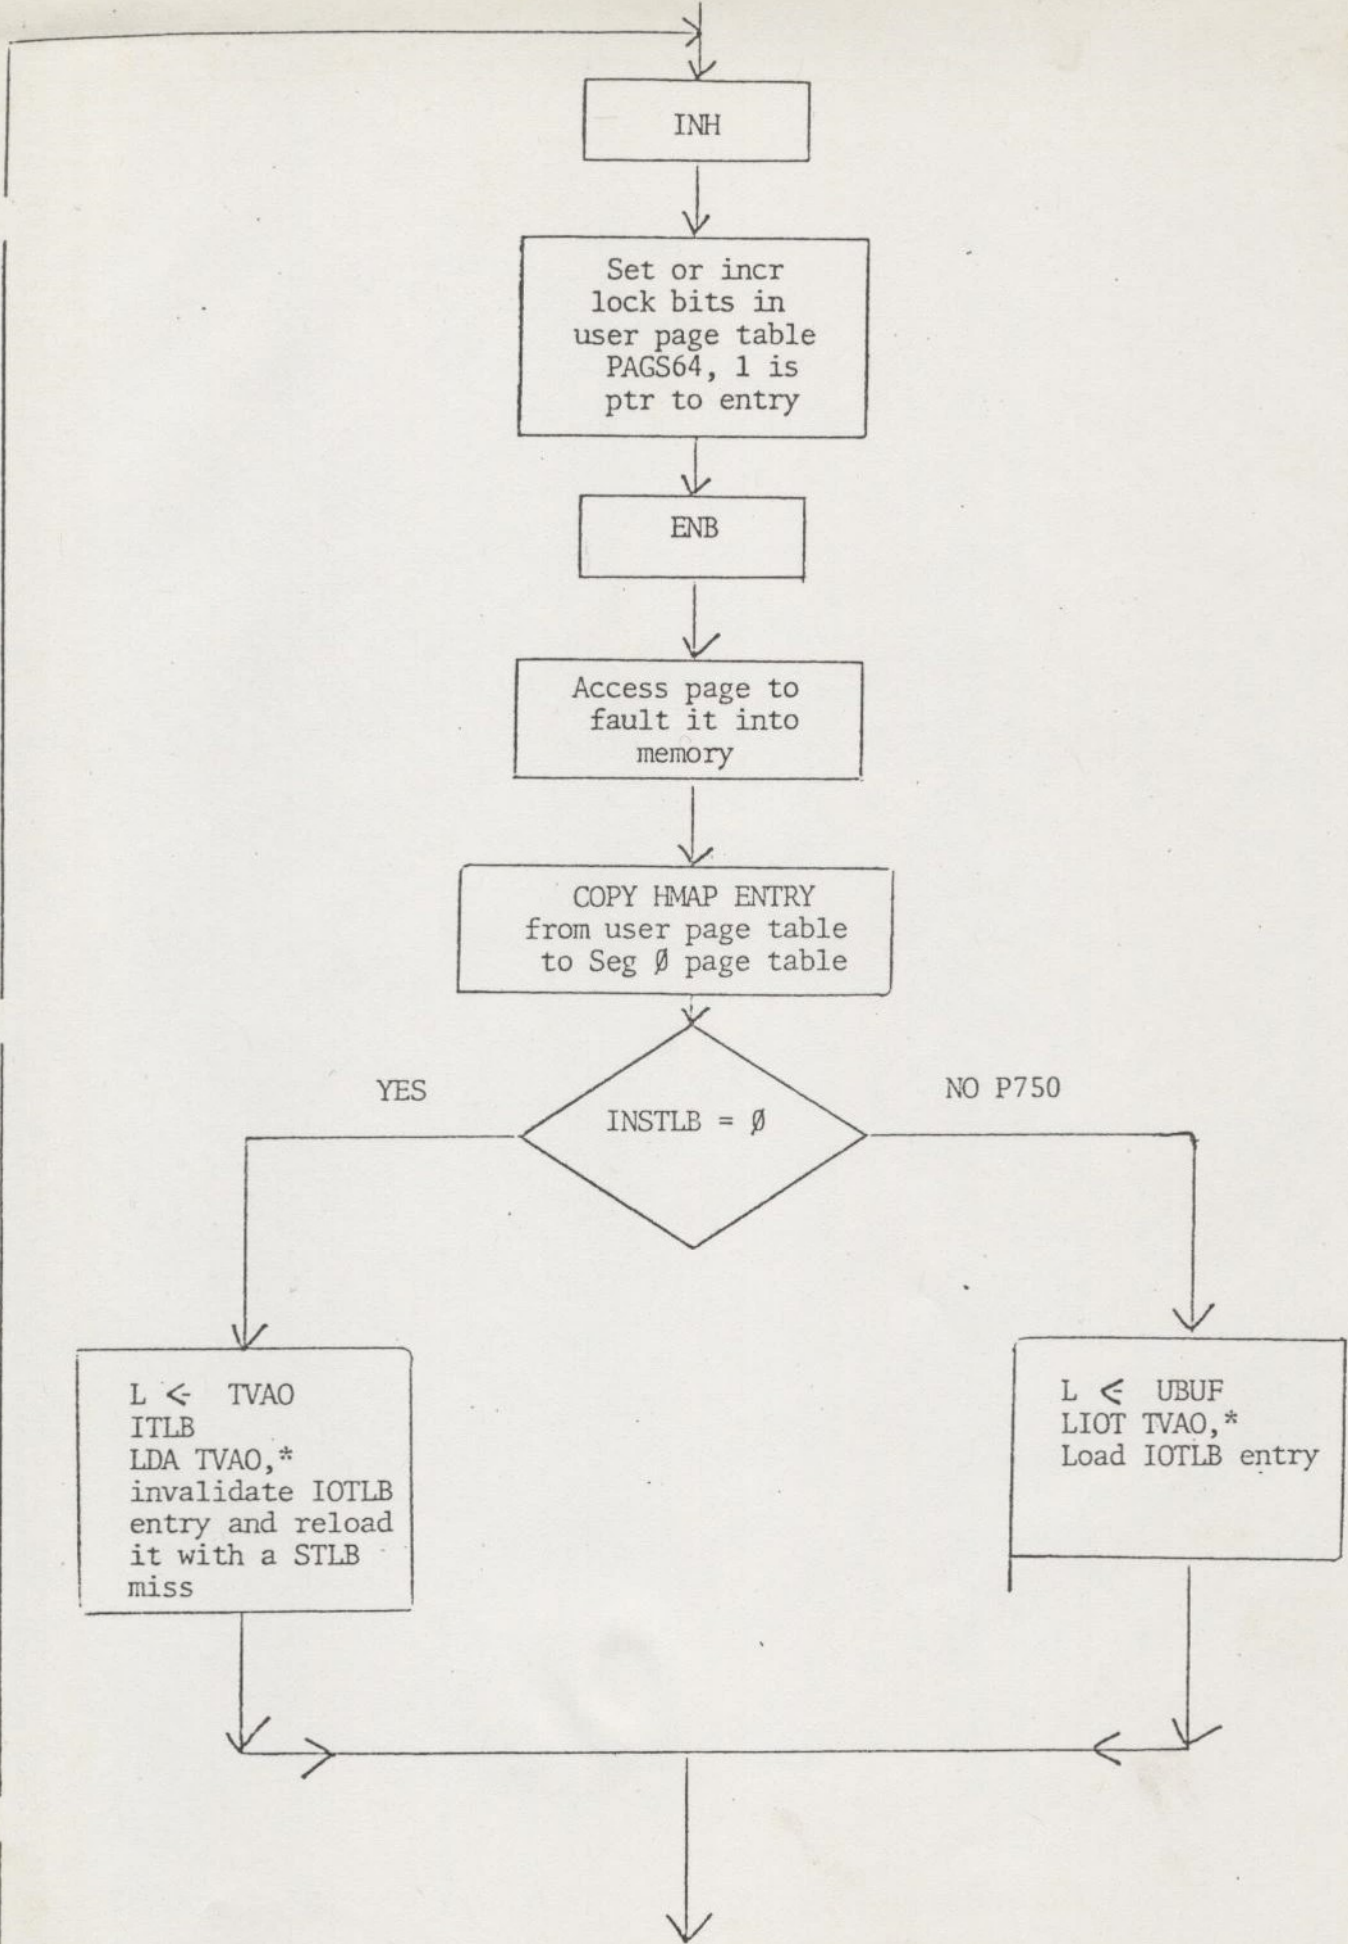 INH
Set or incr
lock bits in
user page table
PAGS64, 1 is
ptr to entry
ENB
Access page to
fault it into
memory
COPY HMAP ENTRY
from user page table
to Seg Ø page table
YES
NO P750
INSTLB = Ø
L <- TVAO
ITLB
LDA TVAO,*
invalidate IOTLB
entry and reload
it with a STLB
miss
L <- UBUF
LIOT TVAO,*
Load IOTLB entry